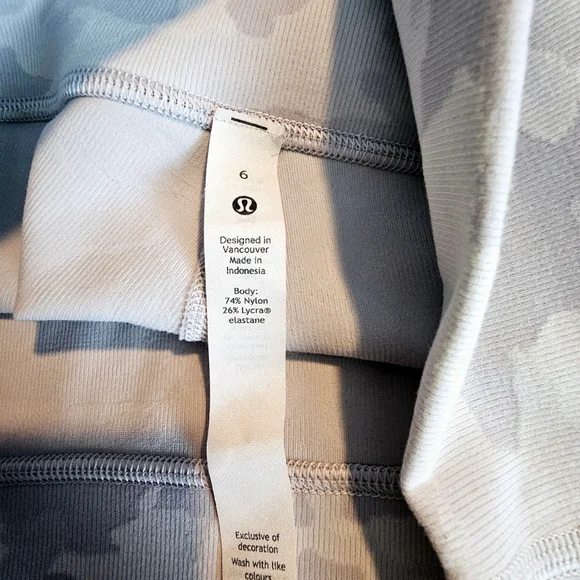 6
Designed in
Vancouver
Made in
Indonesia
Body:
74% Nylon
26% Lycra®
elastane
Exclusive of
decoration
Wash with like
colours